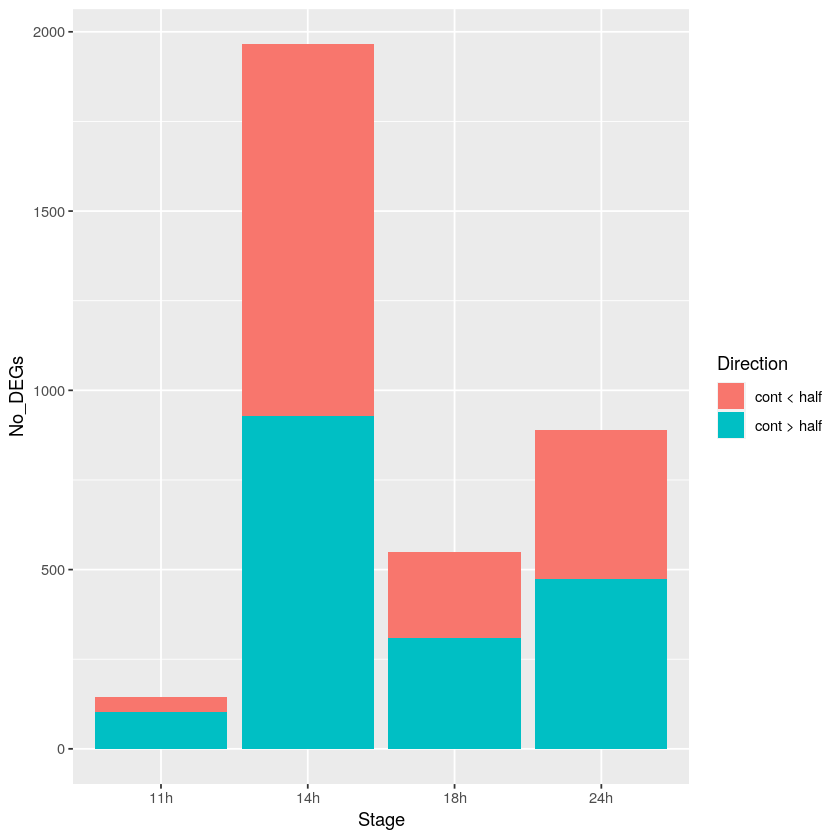 2000
1500
1000
500
0
No_DEGs
11h
14h
18h
24h
Stage
Direction
cont < half
cont > half